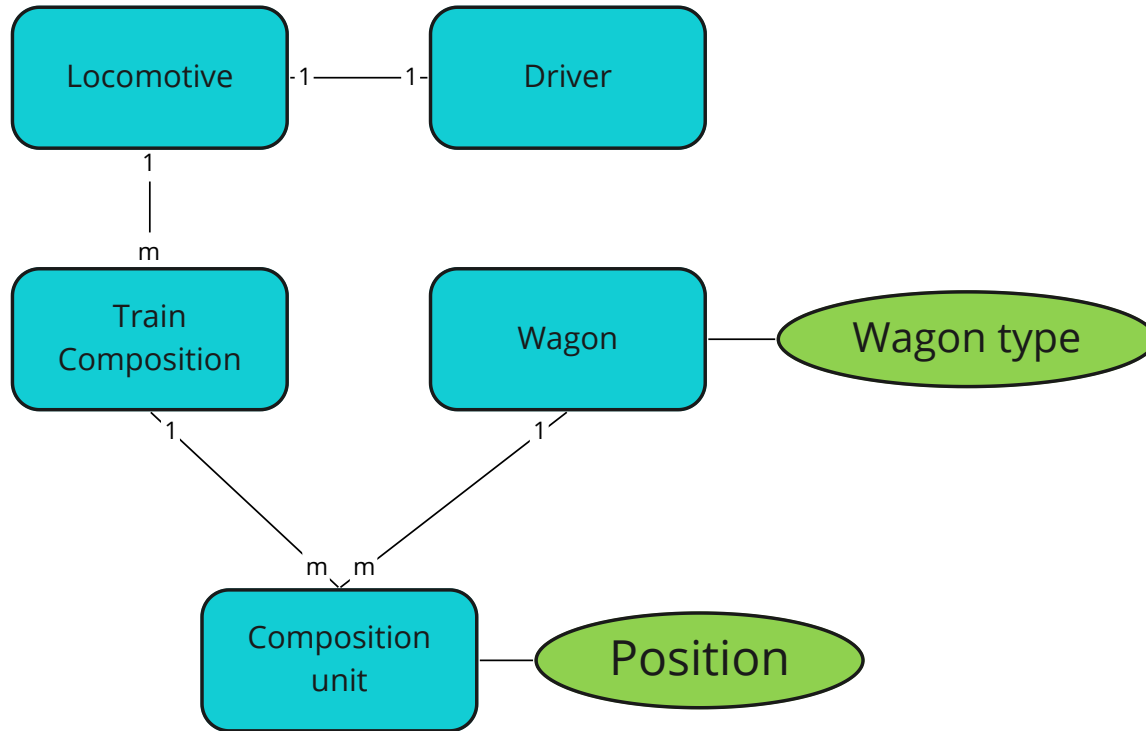 Locomotive
1
1
Driver
1
m
Train
Composition
Wagon
Wagon type
1
1
m
m
Composition
unit
Position